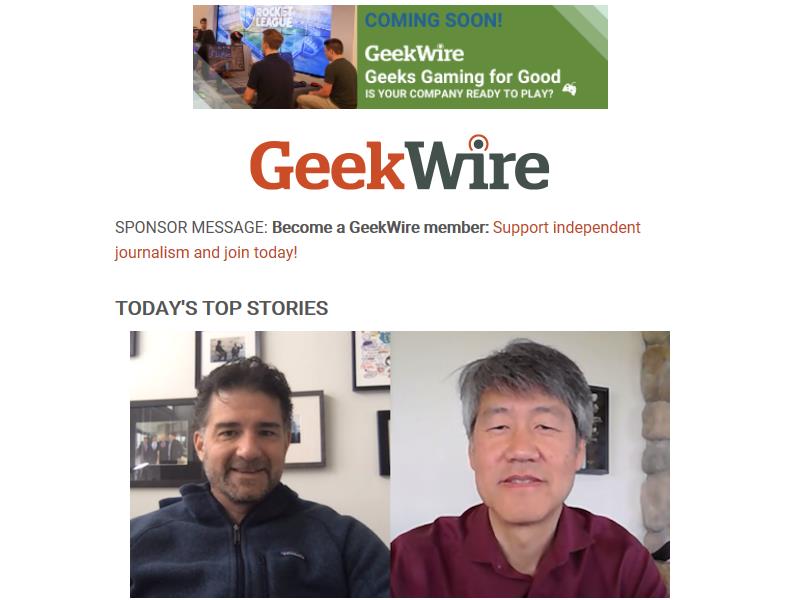 ROCKET
LEAGUE
COMING SOON!
GeekWire
Geeks Gaming for Good
IS YOUR COMPANY READY TO PLAY?
GeekWire
SPONSOR MESSAGE: Become a GeekWire member: Support independent
journalism and join today!
TODAY'S TOP STORIES